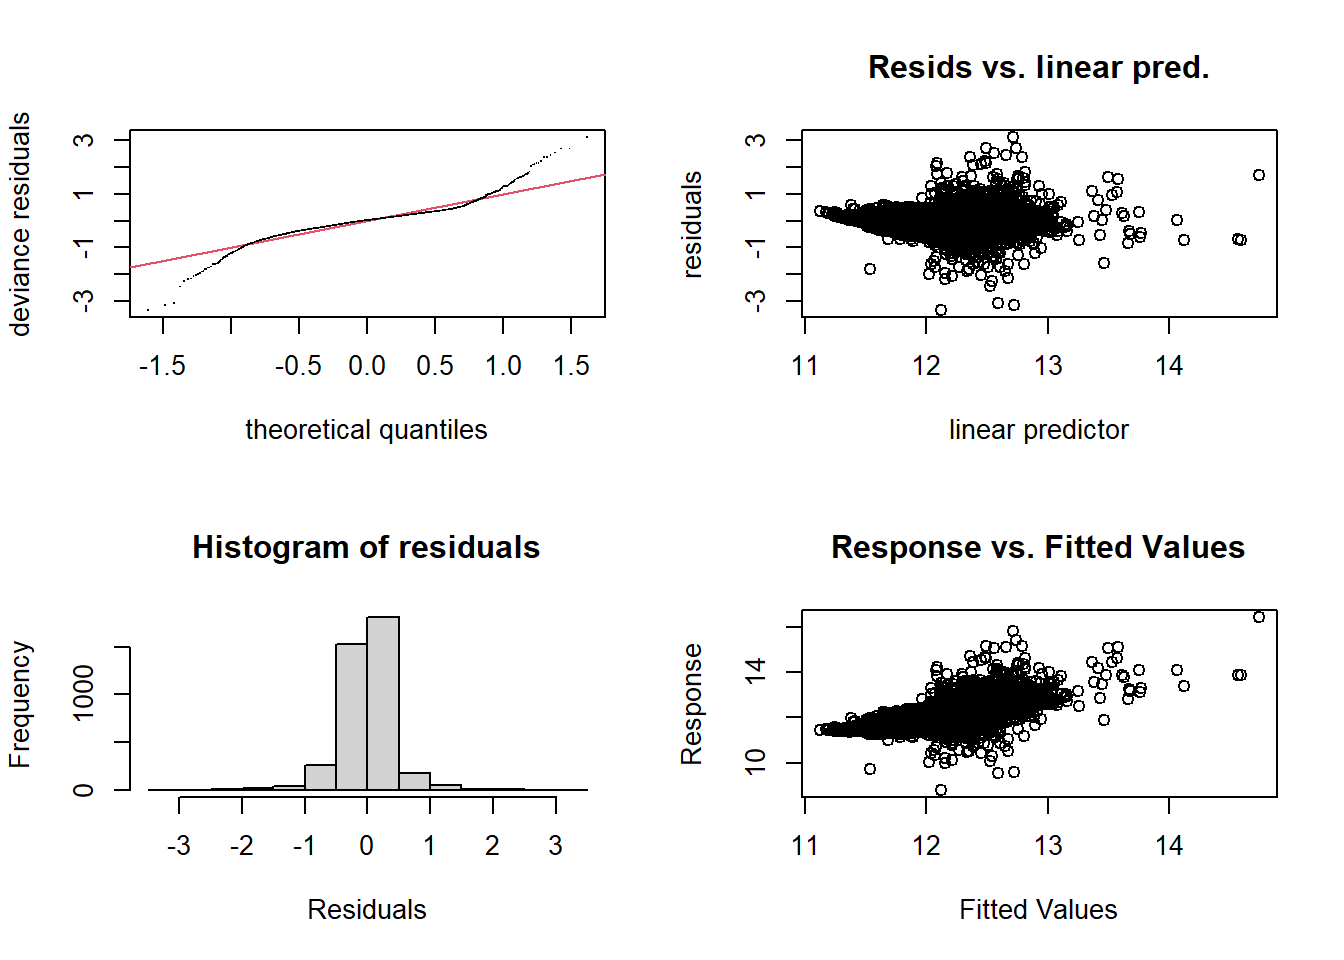 deviance residuals
3
1
-1
-3
-1.5
-0.5
0.0
0.5
1.5
theoretical quantiles
Resids vs. linear pred.
residuals
3
1
-1
-3
11
12
13
14
linear predictor
Histogram of residuals
Frequency
1000
0
-3
-2
-1
0
1
2
3
Residuals
Response vs. Fitted Values
Response
14
10
11
12
13
14
Fitted Values